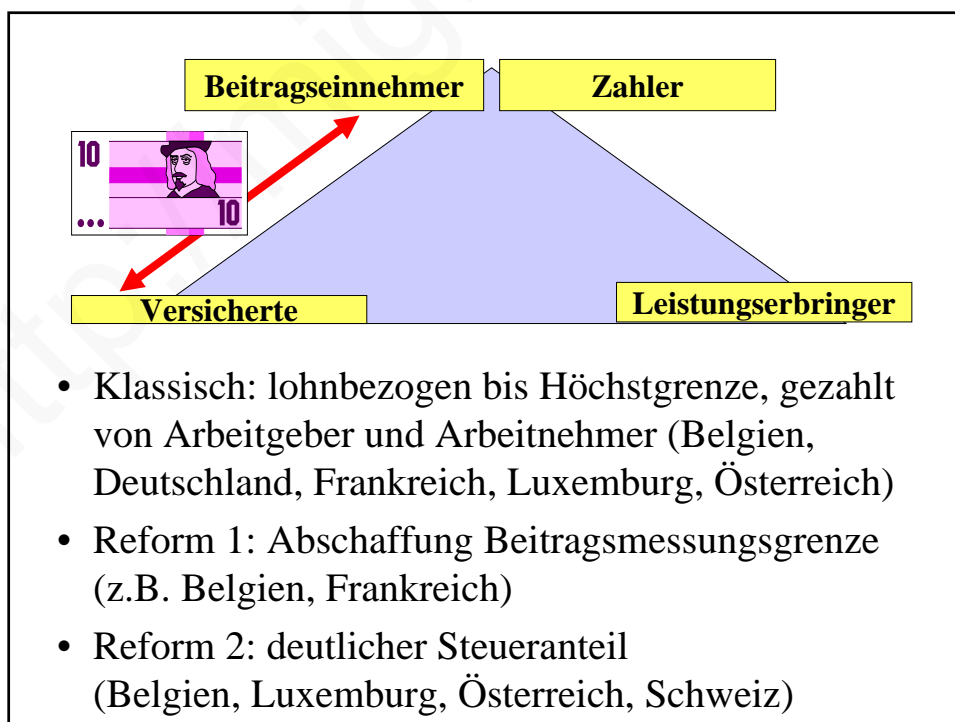 Beitragseinnehmer Zahler
10
... 10
Versicherte Leistungserbringer
• Klassisch: lohnbezogen bis Höchstgrenze, gezahlt
von Arbeitgeber und Arbeitnehmer (Belgien,
Deutschland, Frankreich, Luxemburg, Österreich)
• Reform 1: Abschaffung Beitragsmessungsgrenze
(z.B. Belgien, Frankreich)
• Reform 2: deutlicher Steueranteil
(Belgien, Luxemburg, Österreich, Schweiz)